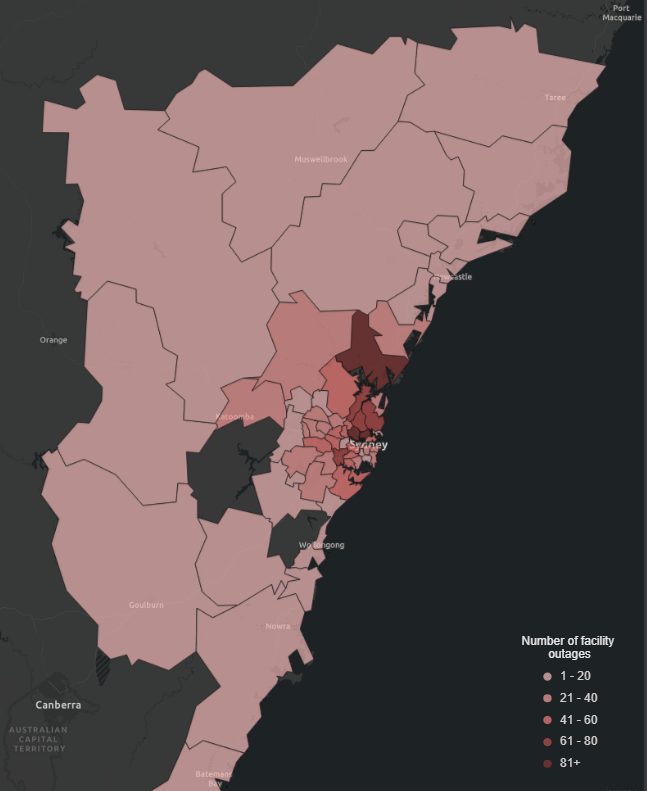 Port
Macquarie
Taree
Muswellbrook
Newcastle
Orange
Katoomba
Sydney
Wollongong
Goulburn
Nowra
Canberra
AUSTRALIAN
CAPITAL
TERRITORY
Batemans
Bay
Number of facility
outages
1 - 20
21 - 40
41 - 60
61 - 80
81+